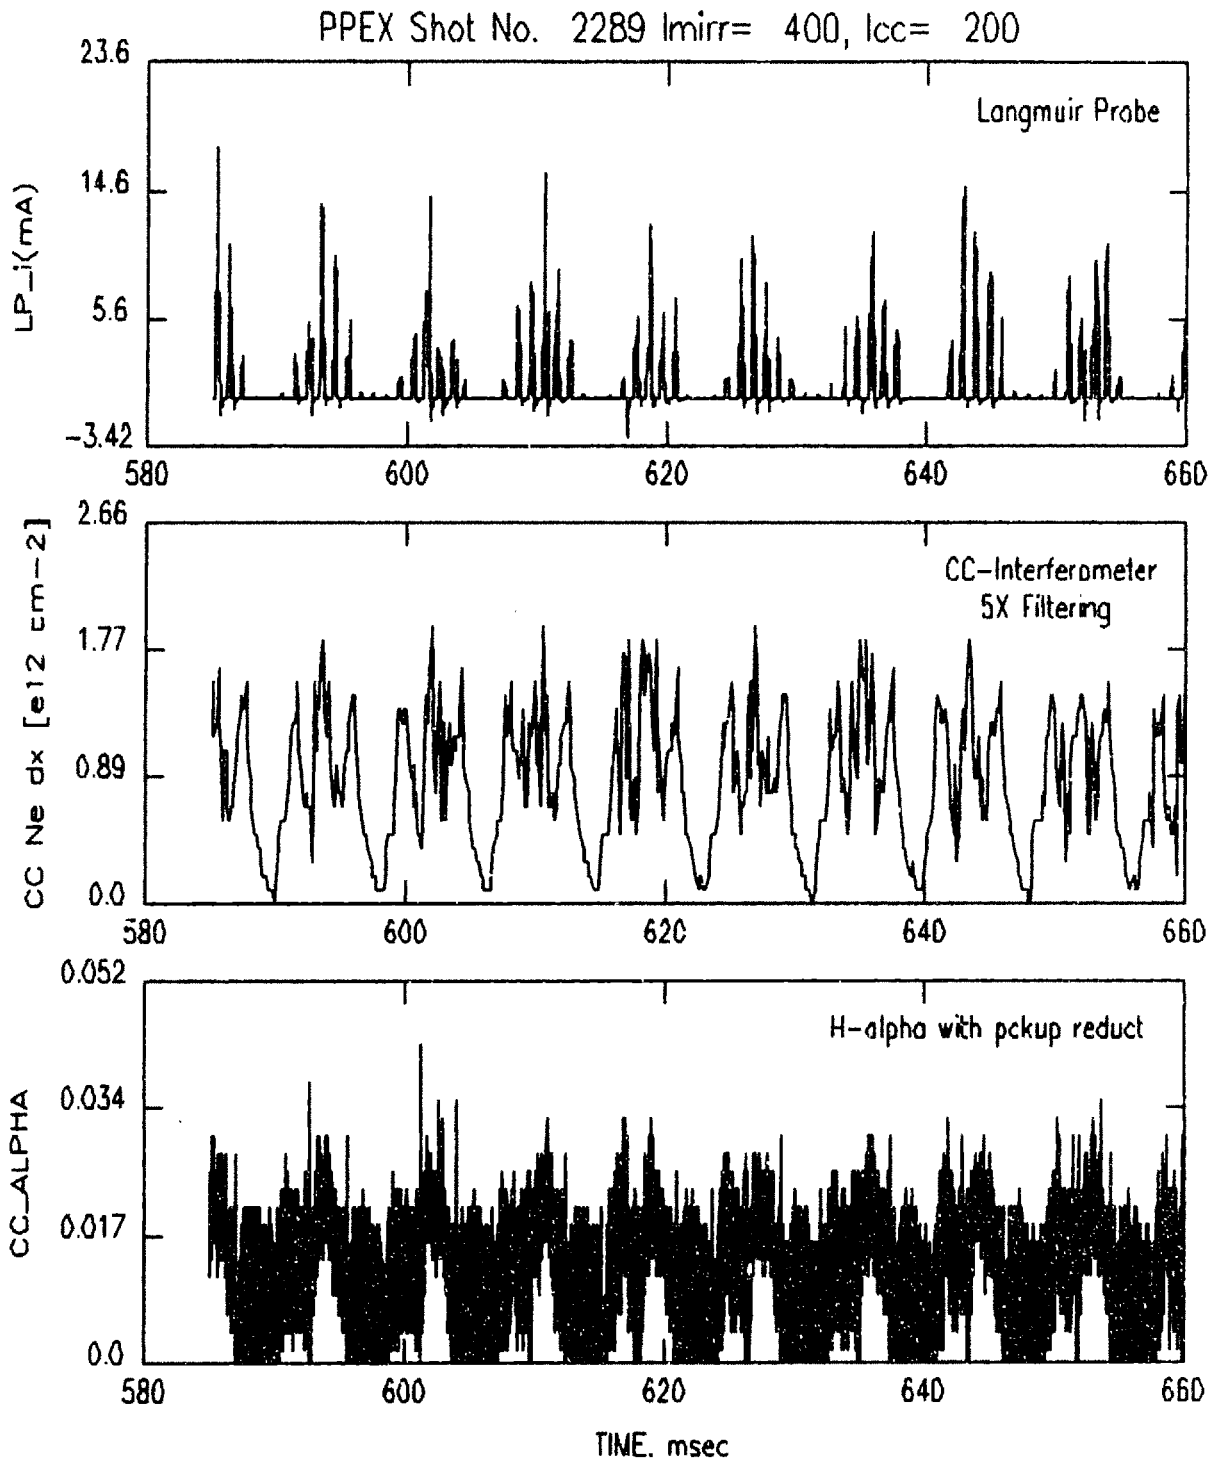 PPEX Shot No. 2289 Imirr= 400, Icc= 200
23.6
Langmuir Probe
14.6
LP_i(mA)
5.6
-3.42
580 600 620 640 660
2.66
CC-Interferometer
5X Filtering
1.77
CC Ne dx [e12 cm-2]
0.89
0.0
580 600 620 640 660
0.052
H-alpha with pckup reduct
0.034
CC_ALPHA
0.017
0.0
580 600 620 640 660
TIME, msec